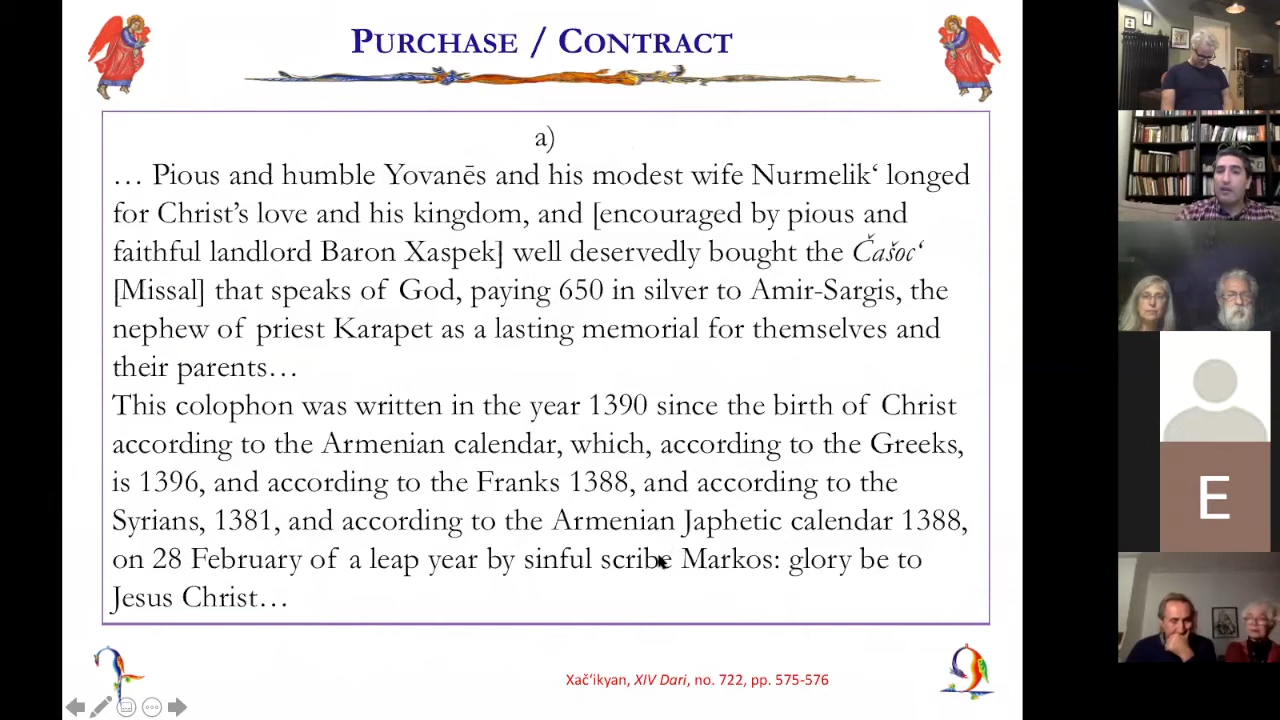 PURCHASE / CONTRACT
a)
… Pious and humble Yovanēs and his modest wife Nurmelik‘ longed
for Christ’s love and his kingdom, and [encouraged by pious and
faithful landlord Baron Xaspek] well deservedly bought the Čašoc‘
[Missal] that speaks of God, paying 650 in silver to Amir-Sargis, the
nephew of priest Karapet as a lasting memorial for themselves and
their parents…
This colophon was written in the year 1390 since the birth of Christ
according to the Armenian calendar, which, according to the Greeks,
is 1396, and according to the Franks 1388, and according to the
Syrians, 1381, and according to the Armenian Japhetic calendar 1388,
on 28 February of a leap year by sinful scribe Markos: glory be to
Jesus Christ…
Xač‘ikyan, XIV Dari, no. 722, pp. 575-576
E